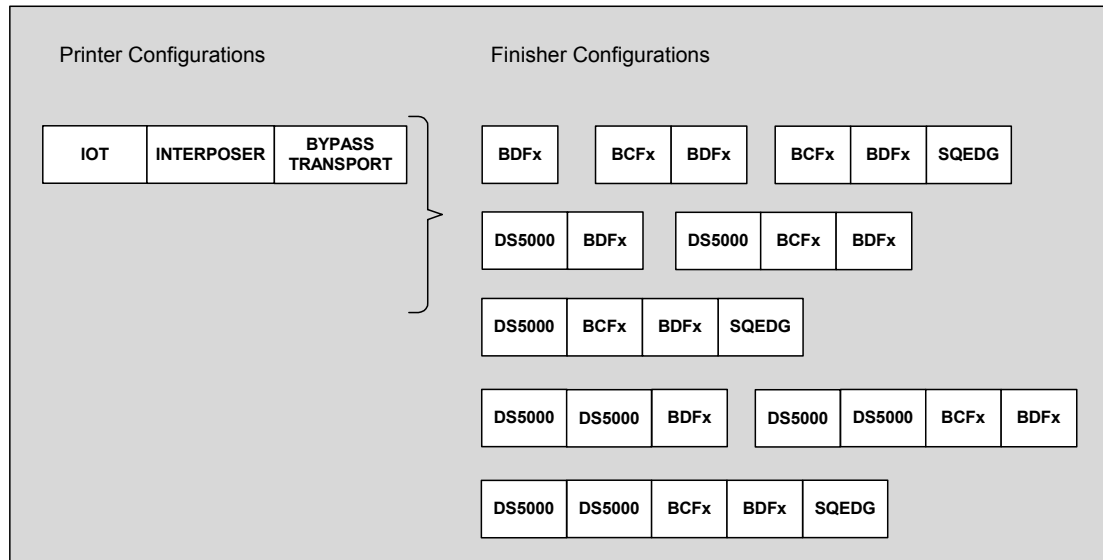 Printer Configurations
Finisher Configurations
IOT INTERPOSER BYPASS TRANSPORT
BDFx BCFx BDFx BCFx BDFx SQEDG
DS5000 BDFx DS5000 BCFx BDFx
DS5000 BCFx BDFx SQEDG
DS5000 DS5000 BDFx DS5000 DS5000 BCFx BDFx
DS5000 DS5000 BCFx BDFx SQEDG